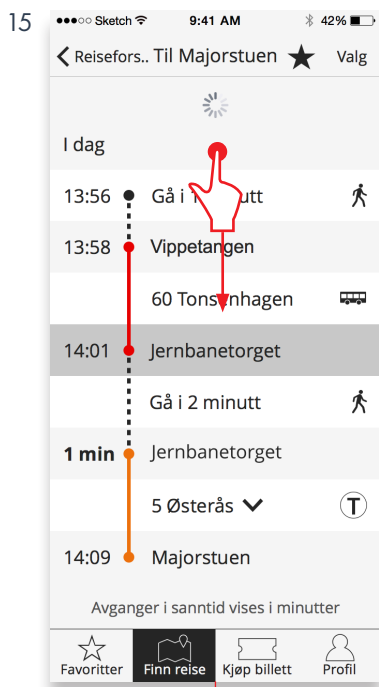 15
Sketch 9:41 AM 42%
Reisefors.. Til Majorstuen Valg
I dag
13:56 Gå i 1 utt
13:58 Vippetangen
60 Tonsenhagen
14:01 Jernbanetorget
Gå i 2 minutt
1 min Jernbanetorget
5 Østerås T
14:09 Majorstuen
Avganger i sanntid vises i minutter
Favoritter Finn reise Kjøp billett Profil